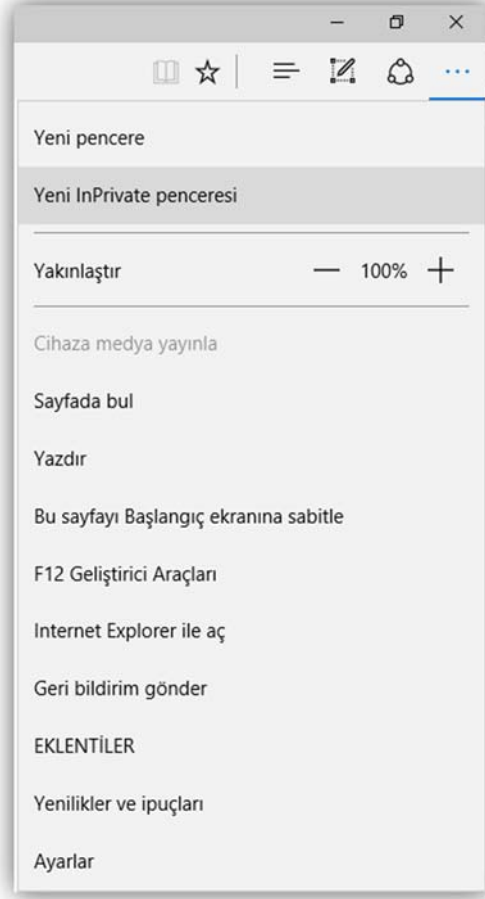 Yeni pencere
Yeni InPrivate penceresi
Yakınlaştır — 100% +
Cihaza medya yayınla
Sayfada bul
Yazdır
Bu sayfayı Başlangıç ekranına sabitle
F12 Geliştirici Araçları
Internet Explorer ile aç
Geri bildirim gönder
EKLENTİLER
Yenilikler ve ipuçları
Ayarlar